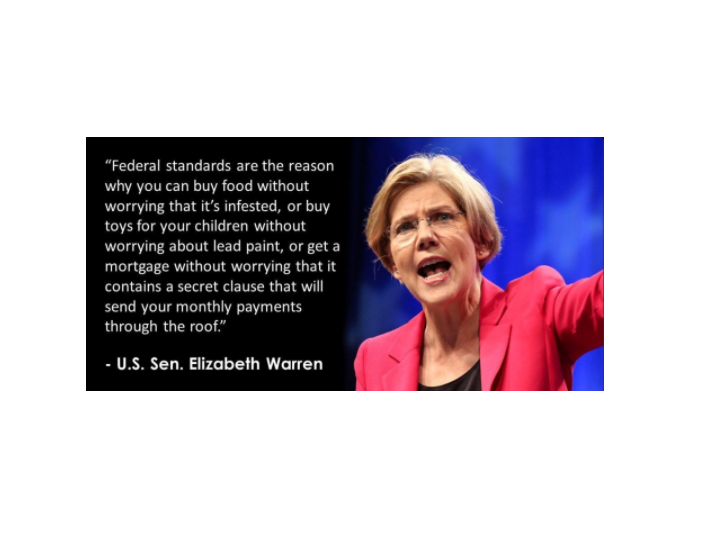 “Federal standards are the reason
why you can buy food without
worrying that it’s infested, or buy
toys for your children without
worrying about lead paint, or get a
mortgage without worrying that it
contains a secret clause that will
send your monthly payments
through the roof.”
- U.S. Sen. Elizabeth Warren